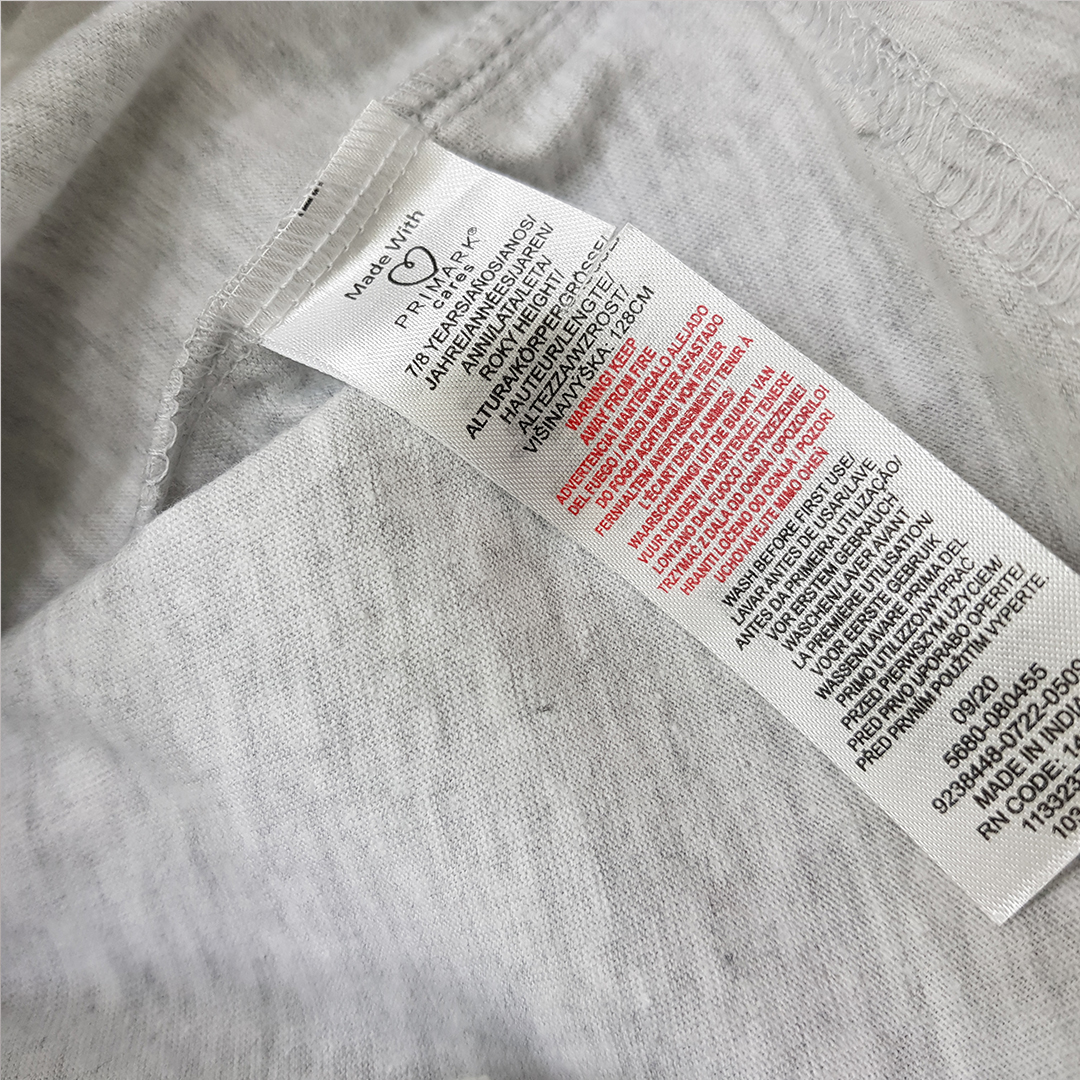 Made With
PRIMARK®
cares
7/8 YEARS/AÑOS/ANOS/
JAHRE/ANNÉES/JAREN/
ANNI/LATA/LETA/
ROKY HEIGHT/
ALTURA/KÖRPERGRÖSSE/
HAUTEUR/LENGTE/
ALTEZZA/WZROST/
VIŠINA/VÝŠKA. 128CM
WARNING! KEEP
AWAY FROM FIRE
ADVERTENCIA! MANTENGALO ALEJADO
DEL FUEGO / AVISO! MANTER AFASTADO
DO FOGO / ACHTUNG! VON FEUER
FERNHALTEN/ AVERTISSEMENT! TENIR À
L'ÉCART DES FLAMMES /
WAARSCHUWING! UIT DE BUURT VAN
VUUR HOUDEN / AVVERTENZE! TENERE
LONTANO DAL FUOCO / OSTRZEŻENIE!
TRZYMAĆ Z DALA OD OGNIA / OPOZORILO!
HRANITI LOČENO OD OGNJA / POZOR!
UCHOVÁVEJTE MIMO OHEŇ
WASH BEFORE FIRST USE/
LAVAR ANTES DE USAR/LAVE
ANTES DA PRIMEIRA UTILIZAÇÃO/
VOR ERSTEM GEBRAUCH
WASCHEN/LAVER AVANT
LA PREMIÈRE UTILISATION/
VOOR EERSTE GEBRUIK
WASSEN/LAVARE PRIMA DEL
PRIMO UTILIZZO/WYPRAĆ
PRZED PIERWSZYM UŻYCIEM/
PRED PRVO UPORABO OPERITE/
PŘED PRVNÍM POUŽITÍM VYPERTE.
09/20
5680-080455
9238448-0722-0509
MADE IN INDIA
RN CODE: 14
113323
103